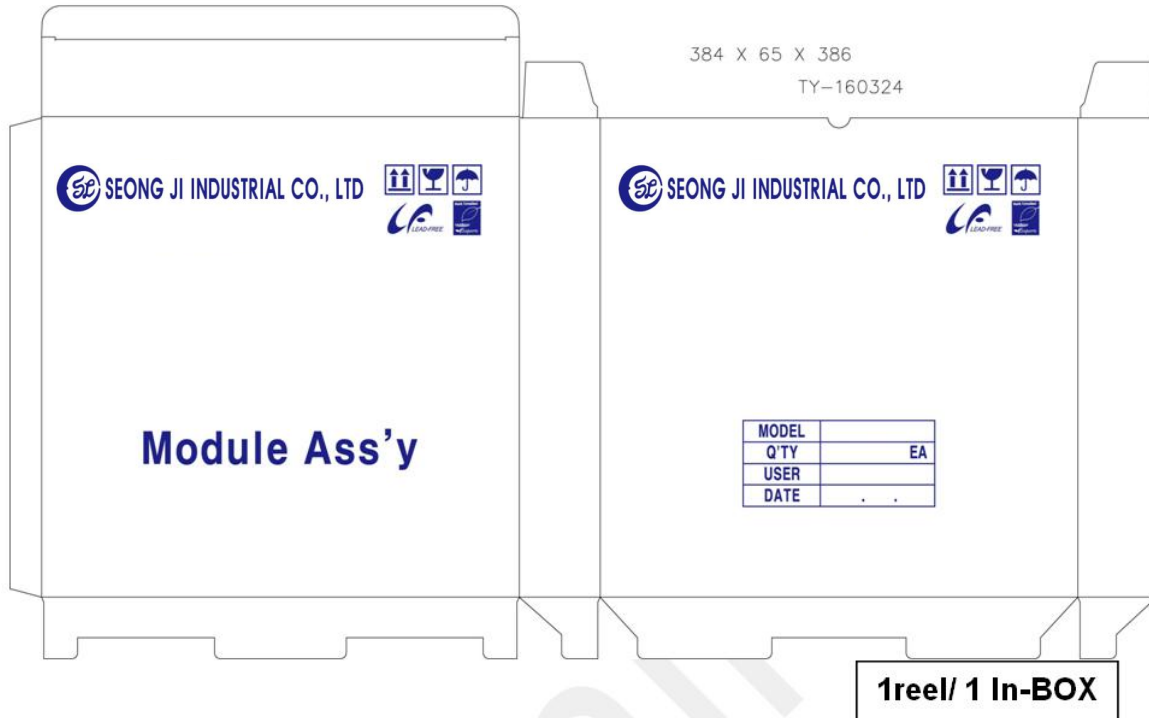 384 X 65 X 386
TY-160324
SEONG JI INDUSTRIAL CO., LTD
LEAD-FREE
SEONG JI INDUSTRIAL CO., LTD
LEAD-FREE
Module Ass'y
MODEL
Q'TY EA
USER
DATE . .
1reel/ 1 In-BOX